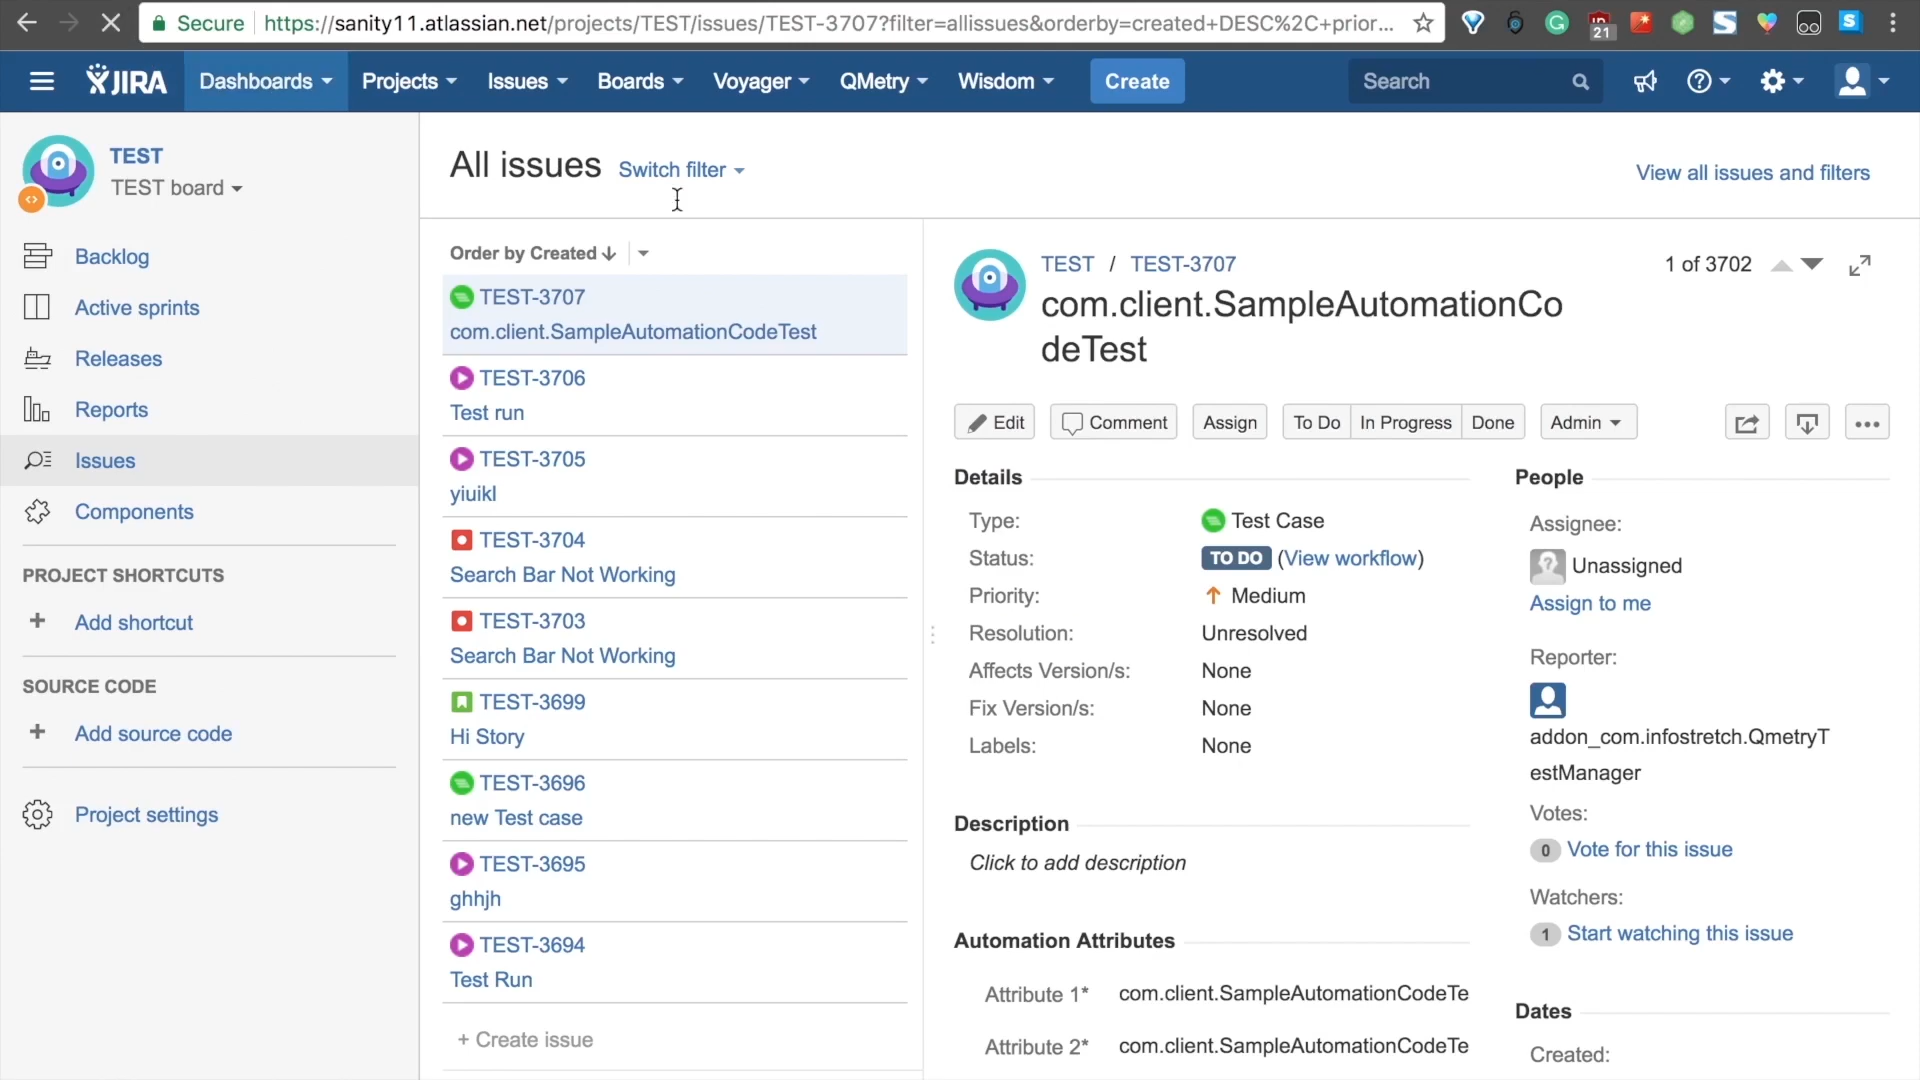 Secure https://sanity11.atlassian.net/projects/TEST/issues/TEST-3707?filter=allissues&orderby=created+DESC%2C+prior...
21
JIRA Dashboards Projects Issues Boards Voyager QMetry Wisdom Create Search
TEST
TEST board
Backlog
Active sprints
Releases
Reports
Issues
Components
PROJECT SHORTCUTS
+ Add shortcut
SOURCE CODE
+ Add source code
Project settings
All issues Switch filter
View all issues and filters
Order by Created
TEST-3707
com.client.SampleAutomationCodeTest
TEST-3706
Test run
TEST-3705
yiuikl
TEST-3704
Search Bar Not Working
TEST-3703
Search Bar Not Working
TEST-3699
Hi Story
TEST-3696
new Test case
TEST-3695
ghhjh
TEST-3694
Test Run
+ Create issue
TEST / TEST-3707
1 of 3702
com.client.SampleAutomationCo
deTest
Edit Comment Assign To Do In Progress Done Admin
Details
Type: Test Case
Status: TO DO (View workflow)
Priority: Medium
Resolution: Unresolved
Affects Version/s: None
Fix Version/s: None
Labels: None
Description
Click to add description
Automation Attributes
Attribute 1* com.client.SampleAutomationCodeTe
Attribute 2* com.client.SampleAutomationCodeTe
People
Assignee:
Unassigned
Assign to me
Reporter:
addon_com.infostretch.QmetryT
estManager
Votes:
0 Vote for this issue
Watchers:
1 Start watching this issue
Dates
Created: